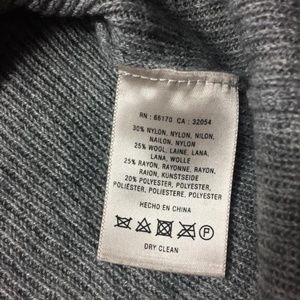 RN : 66170 CA : 32054
30% NYLON, NYLON, NILON,
NAILON, NYLON
25% WOOL, LAINE, LANA,
LANA, WOLLE
25% RAYON, RAYONNE, RAYON,
RAION, KUNSTSEIDE
20% POLYESTER, POLYESTER,
POLIÉSTER, POLIESTERE, POLYESTER
HECHO EN CHINA
P
DRY CLEAN